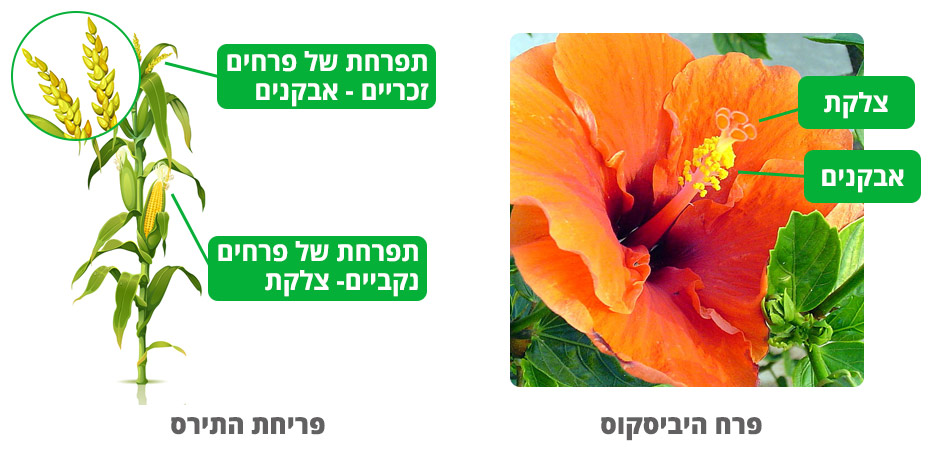 תפרחת של פרחים
זכריים - אבקנים
תפרחת של פרחים
נקביים- צלקת
פריחת התירס
צלקת
אבקנים
פרח היביסקוס